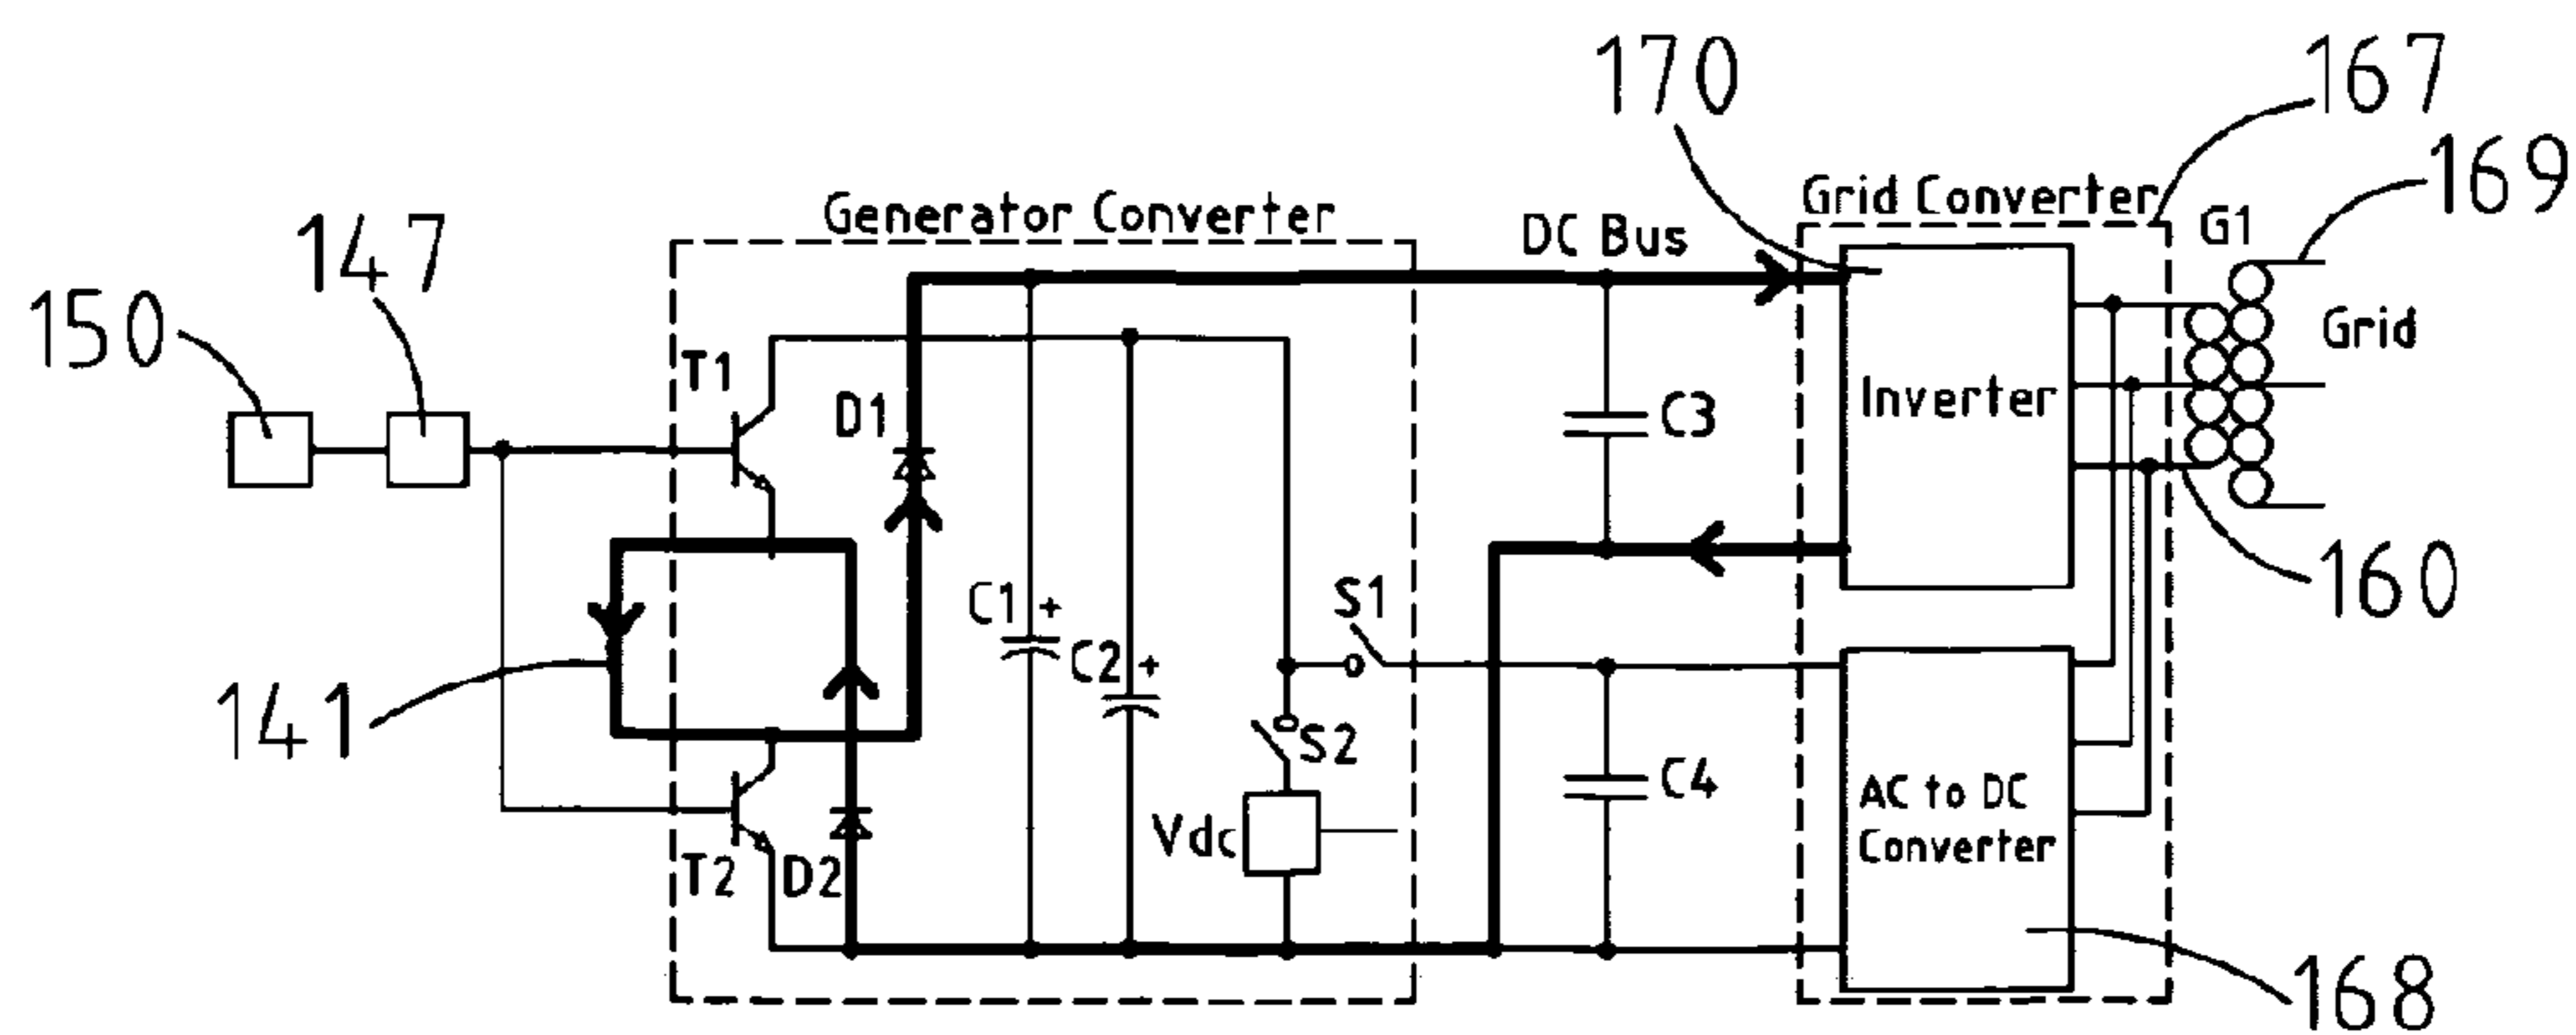 170
167
169
Generator Converter
DC Bus
Grid Converter
G1
147
150
T1
D1
C3
Inverter
Grid
160
C1 +
C2 +
S1
141
S2
C4
AC to DC
Converter
Vdc
T2
D2
168